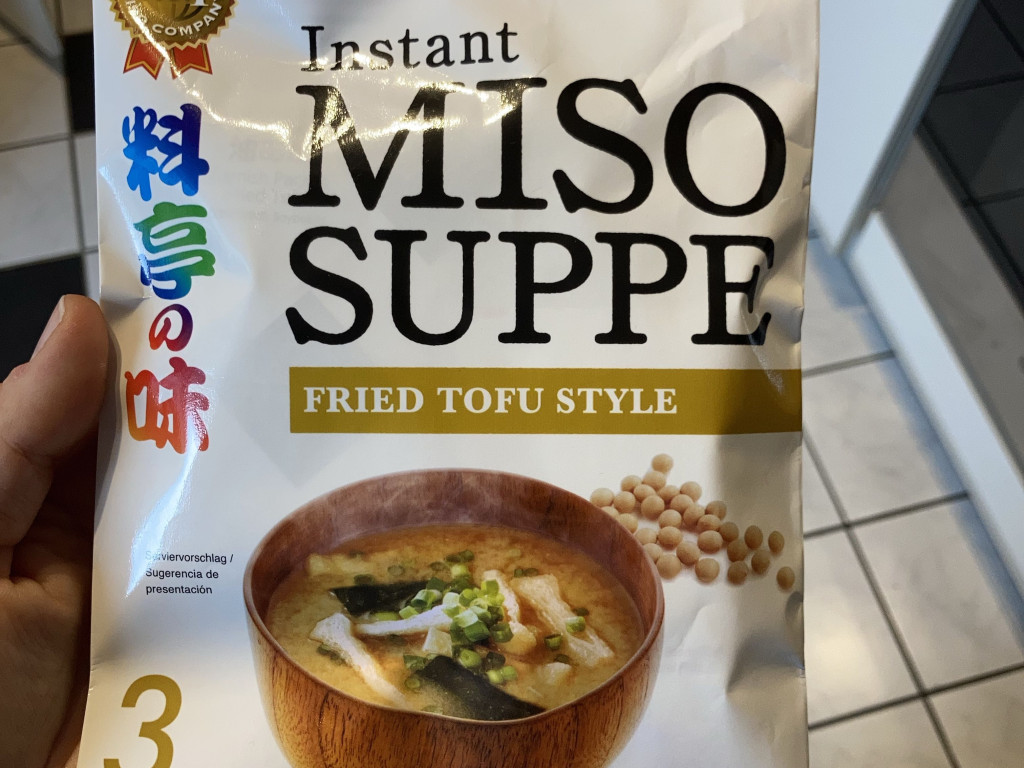 Instant
MISO
SUPPE
FRIED TOFU STYLE
料亭の味
Serviervorschlag /
Sugerencia de
presentación
3